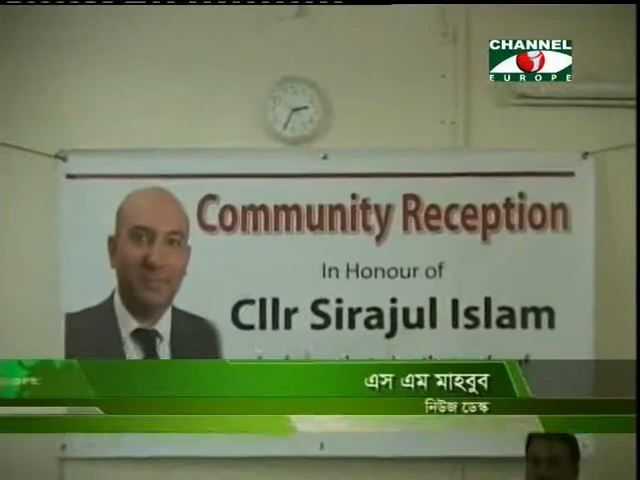 CHANNEL
i
EUROPE
Community Reception
In Honour of
Cllr Sirajul Islam
এস এম মাহবুব
নিউজ ডেস্ক